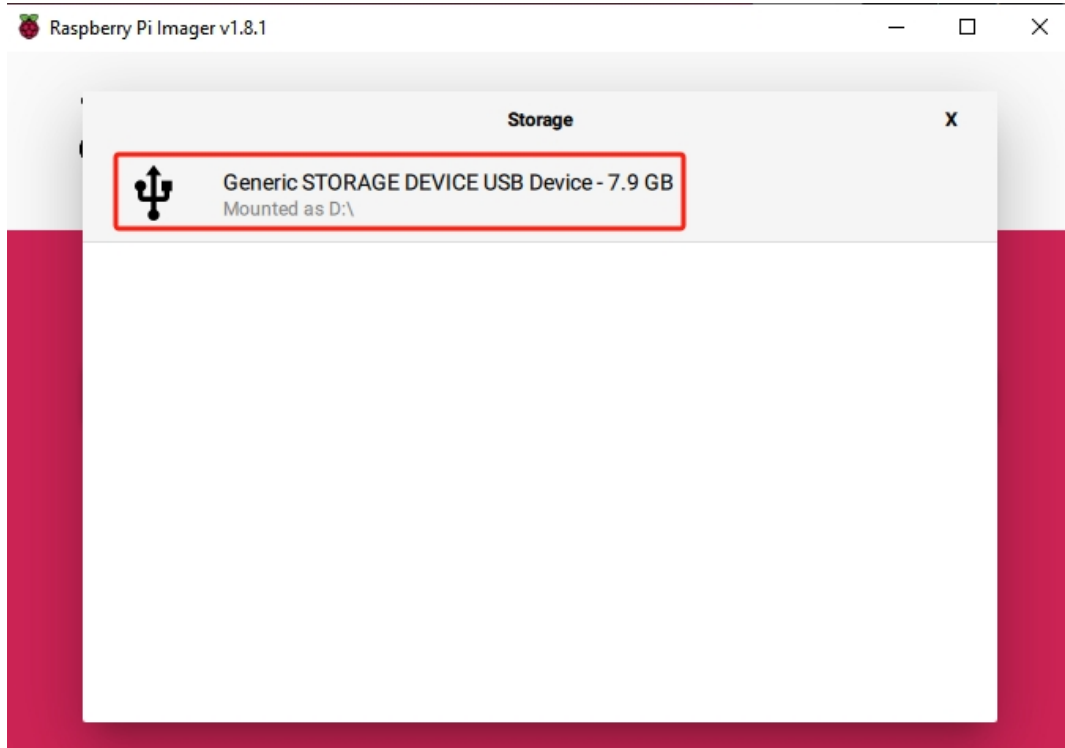 Raspberry Pi Imager v1.8.1
Storage
X
Generic STORAGE DEVICE USB Device - 7.9 GB
Mounted as D:\